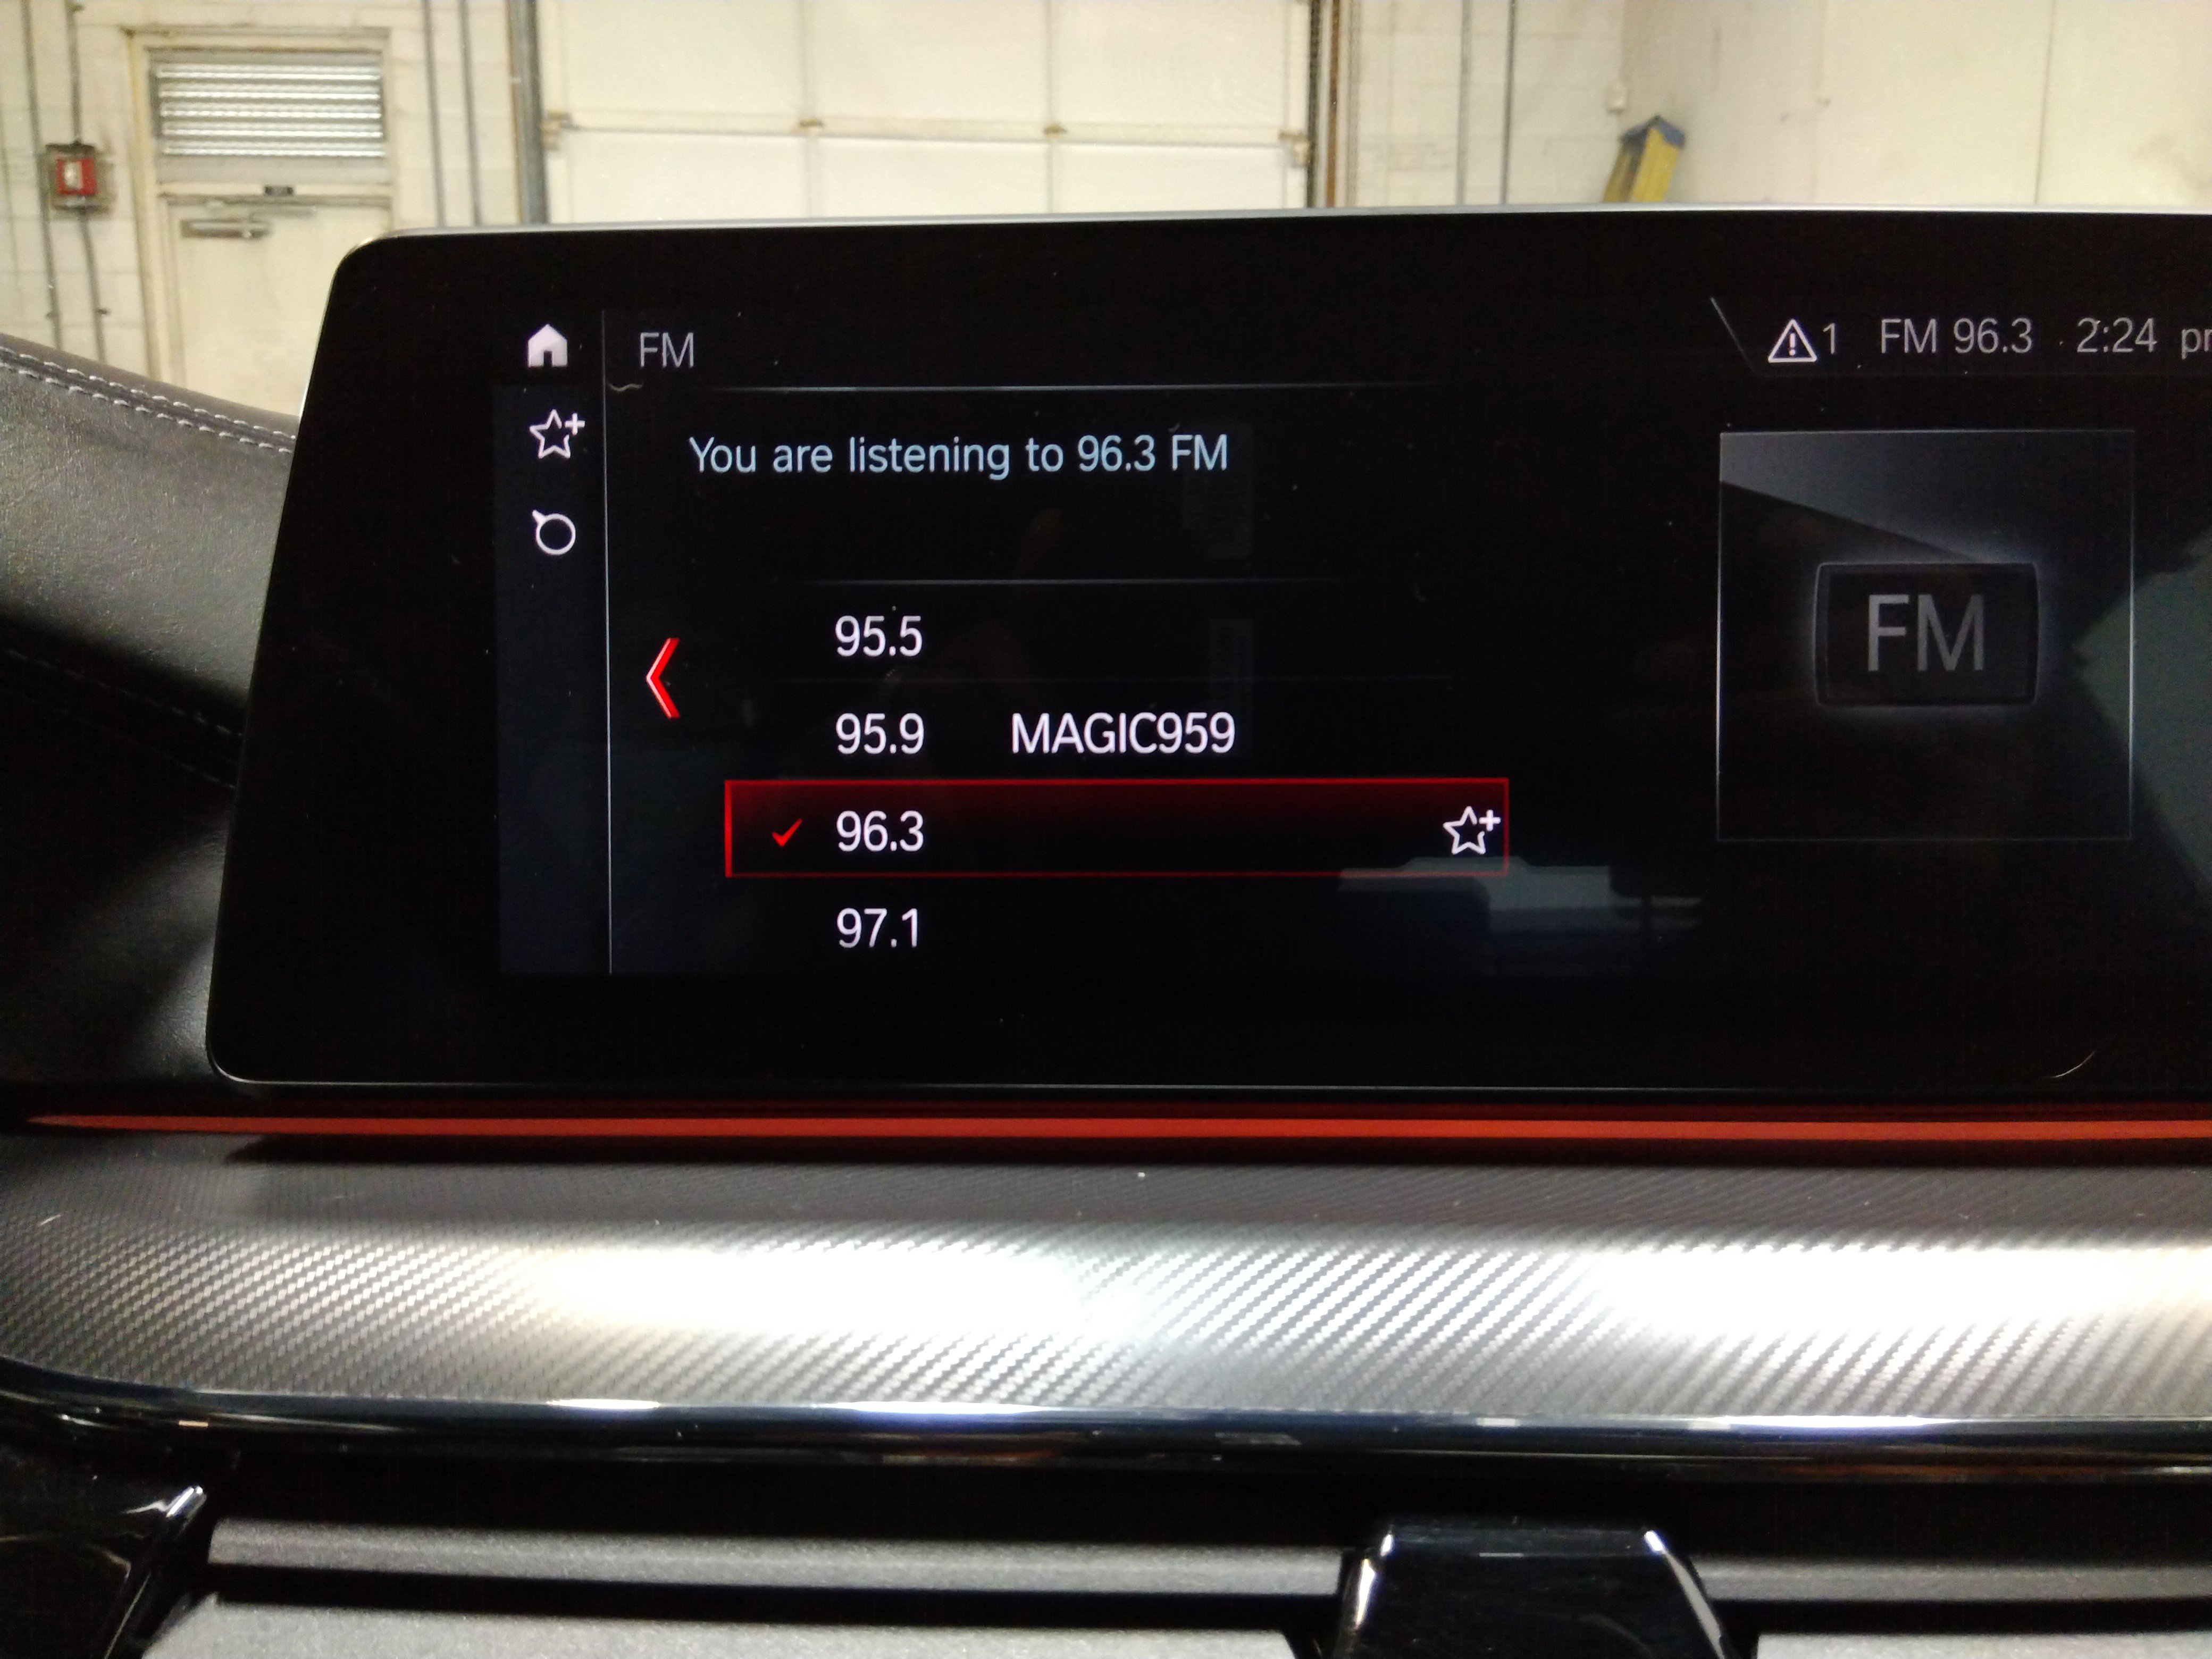 FM
1 FM 96.3 2:24
You are listening to 96.3 FM
95.5
95.9 MAGIC959
96.3
97.1
FM